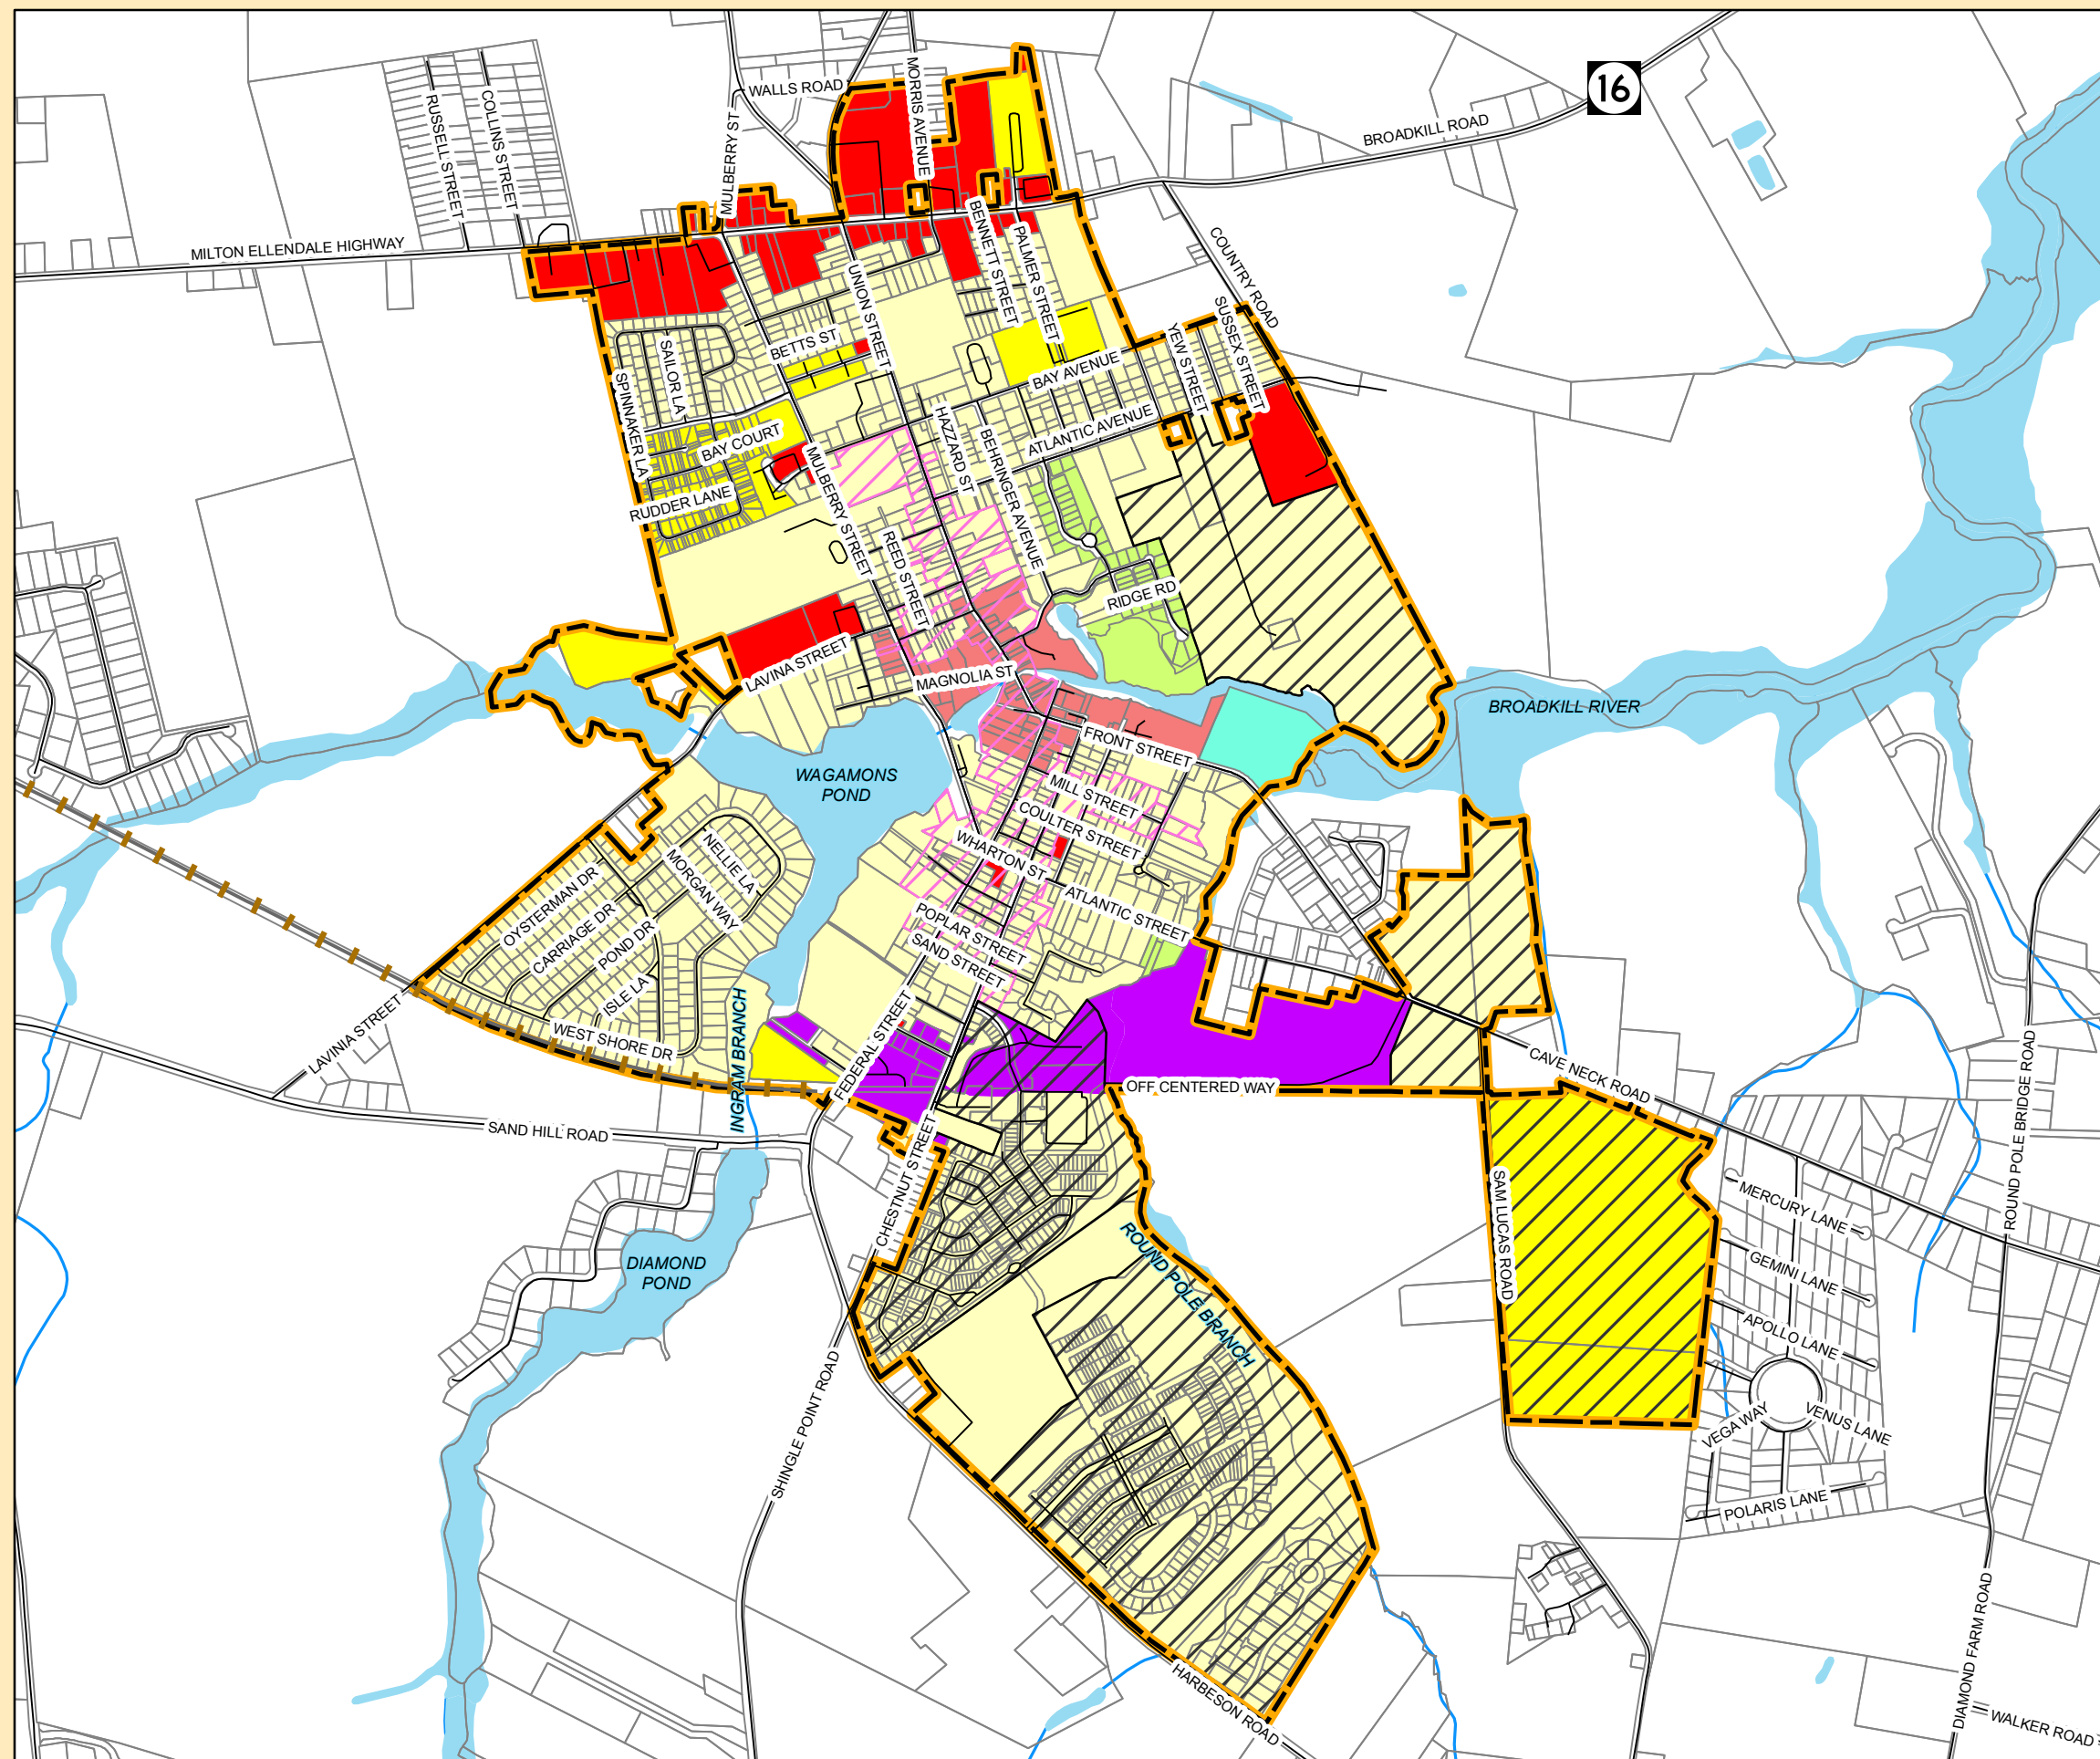 16
WALLS ROAD
MORRIS AVENUE
BROADKILL ROAD
RUSSELL STREET
COLLINS STREET
MULBERRY ST
MILTON ELLENDALE HIGHWAY
BENNETT STREET
PALMER STREET
COUNTRY ROAD
UNION STREET
SUSSEX STREET
YEW STREET
BETTS ST
SAILOR LA
SPINNAKER LA
BAY AVENUE
BAY COURT
HAZZARD ST
ATLANTIC AVENUE
BEHRINGER AVENUE
MULBERRY STREET
RUDDER LANE
REED STREET
RIDGE RD
LAVINA STREET
MAGNOLIA ST
BROADKILL RIVER
FRONT STREET
WAGAMONS
POND
MILL STREET
COULTER STREET
WHARTON ST
NELLIE LA
MORGAN WAY
OYSTERMAN DR
CARRIAGE DR
POND DR
ISLE LA
ATLANTIC STREET
POPLAR STREET
SAND STREET
LAVINIA STREET
WEST SHORE DR
INGRAM BRANCH
FEDERAL STREET
OFF CENTERED WAY
CAVE NECK ROAD
ROUND POLE BRIDGE ROAD
SAND HILL ROAD
CHESTNUT STREET
SAM LUCAS ROAD
MERCURY LANE
DIAMOND
POND
ROUND POLE BRANCH
GEMINI LANE
APOLLO LANE
SHINGLE POINT ROAD
VEGA WAY
VENUS LANE
POLARIS LANE
HARBESON ROAD
DIAMOND FARM ROAD
WALKER ROAD